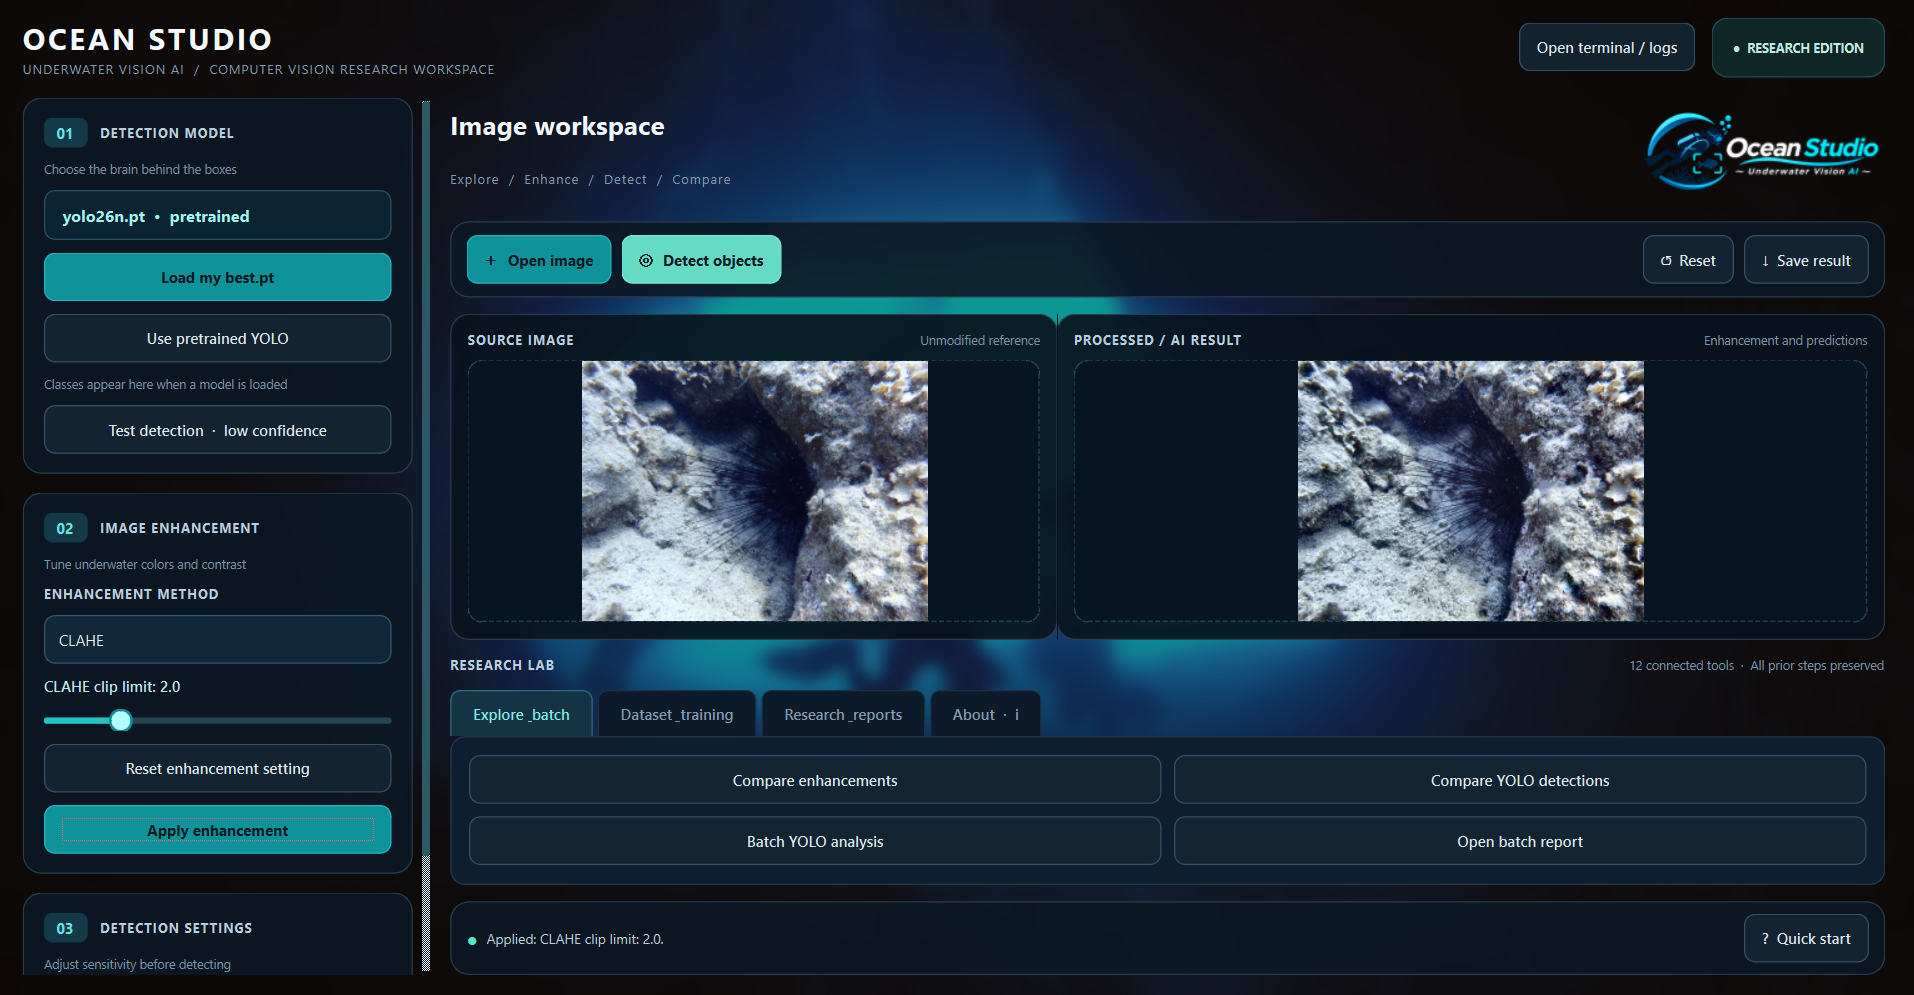 OCEAN STUDIO
UNDERWATER VISION AI / COMPUTER VISION RESEARCH WORKSPACE
Open terminal / logs
• RESEARCH EDITION
01 DETECTION MODEL
Choose the brain behind the boxes
yolo26n.pt • pretrained
Load my best.pt
Use pretrained YOLO
Classes appear here when a model is loaded
Test detection · low confidence
02 IMAGE ENHANCEMENT
Tune underwater colors and contrast
ENHANCEMENT METHOD
CLAHE
CLAHE clip limit: 2.0
Reset enhancement setting
Apply enhancement
03 DETECTION SETTINGS
Adjust sensitivity before detecting
Image workspace
Explore / Enhance / Detect / Compare
Ocean Studio
~ Underwater Vision AI ~
+ Open image
◎ Detect objects
↺ Reset
↓ Save result
SOURCE IMAGE
Unmodified reference
PROCESSED / AI RESULT
Enhancement and predictions
RESEARCH LAB
12 connected tools · All prior steps preserved
Explore _batch
Dataset _training
Research _reports
About · i
Compare enhancements
Compare YOLO detections
Batch YOLO analysis
Open batch report
● Applied: CLAHE clip limit: 2.0.
? Quick start